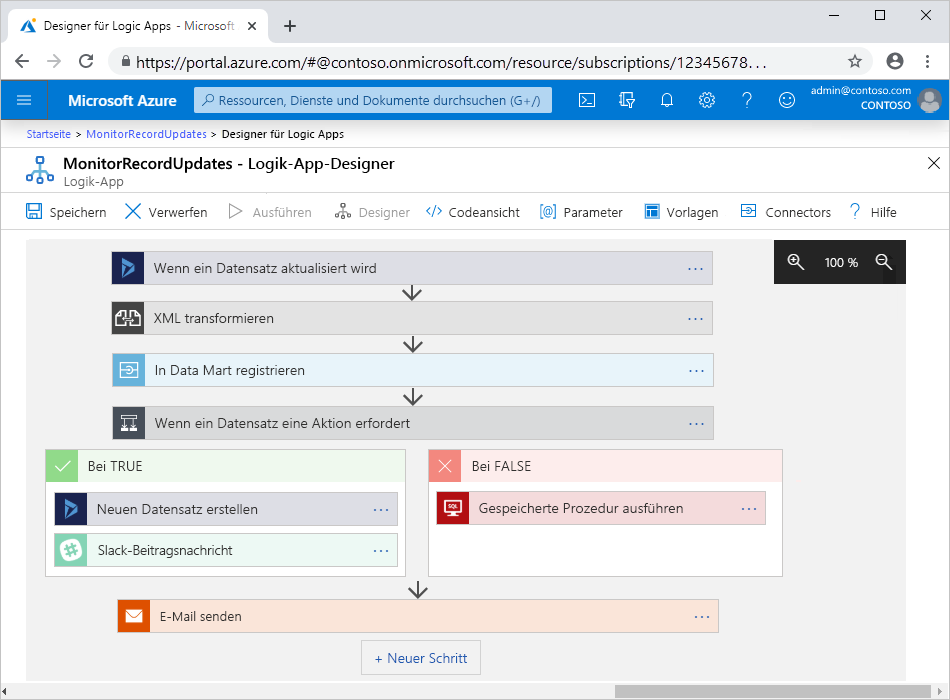 Designer für Logic Apps - Microsoft
https://portal.azure.com/#@contoso.onmicrosoft.com/resource/subscriptions/12345678...
Microsoft Azure
Ressourcen, Dienste und Dokumente durchsuchen (G+/)
admin@contoso.com
CONTOSO
Startseite > MonitorRecordUpdates > Designer für Logic Apps
MonitorRecordUpdates - Logik-App-Designer
Logik-App
Speichern Verwerfen Ausführen Designer Codeansicht Parameter Vorlagen Connectors Hilfe
100 %
Wenn ein Datensatz aktualisiert wird
XML transformieren
In Data Mart registrieren
Wenn ein Datensatz eine Aktion erfordert
Bei TRUE
Neuen Datensatz erstellen
Slack-Beitragsnachricht
Bei FALSE
SQL
Gespeicherte Prozedur ausführen
E-Mail senden
+ Neuer Schritt